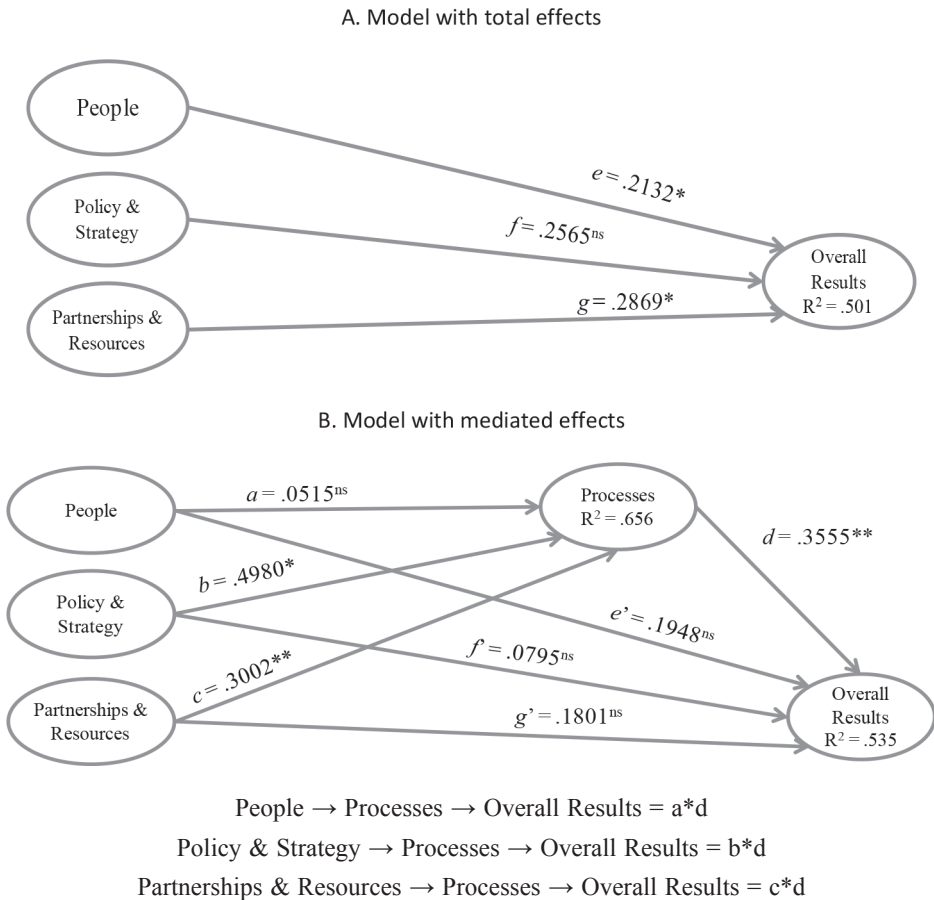 A. Model with total effects
People
e = .2132*
Policy &
Strategy
f = .2565ns
Overall
Results
R2 = .501
g = .2869*
Partnerships &
Resources
B. Model with mediated effects
People
a = .0515ns
Processes
R2 = .656
d = .3555**
b = .4980*
Policy &
Strategy
e’ = .1948ns
f’ = .0795ns
c = .3002**
Partnerships &
Resources
g’ = .1801ns
Overall
Results
R2 = .535
People → Processes → Overall Results = a*d
Policy & Strategy → Processes → Overall Results = b*d
Partnerships & Resources → Processes → Overall Results = c*d